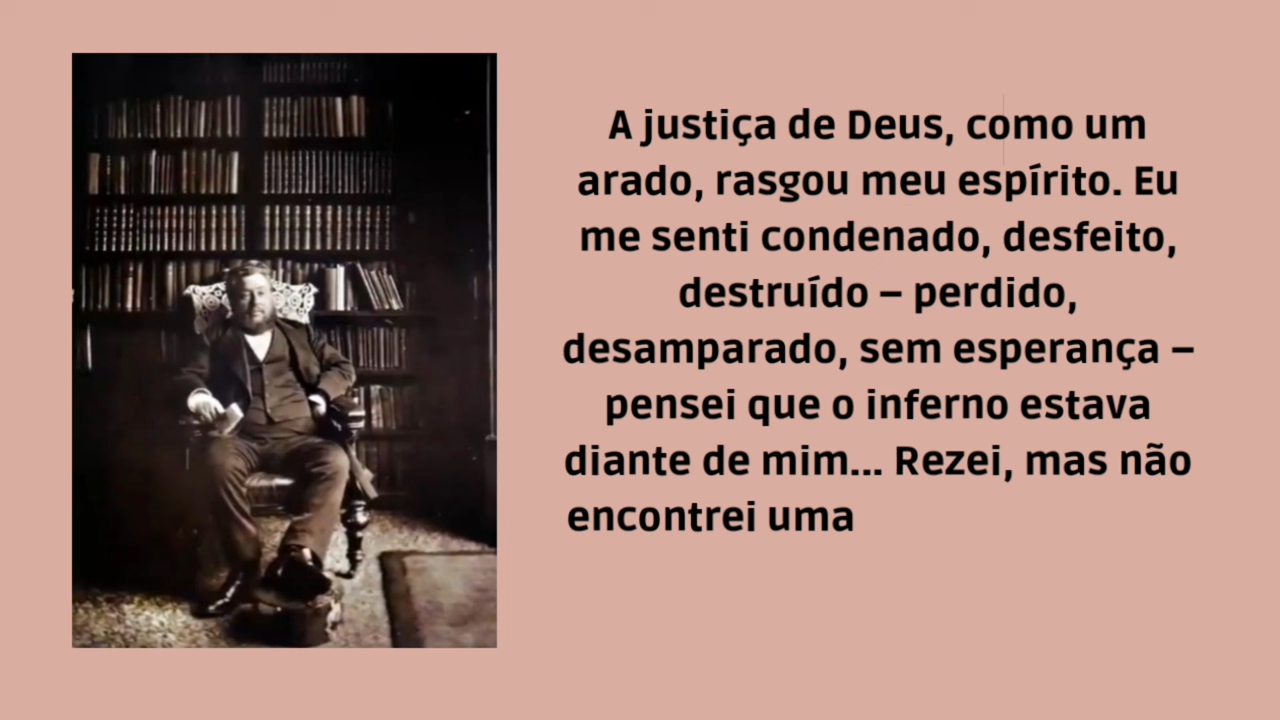 A justiça de Deus, como um
arado, rasgou meu espírito. Eu
me senti condenado, desfeito,
destruído – perdido,
desamparado, sem esperança –
pensei que o inferno estava
diante de mim... Rezei, mas não
encontrei uma